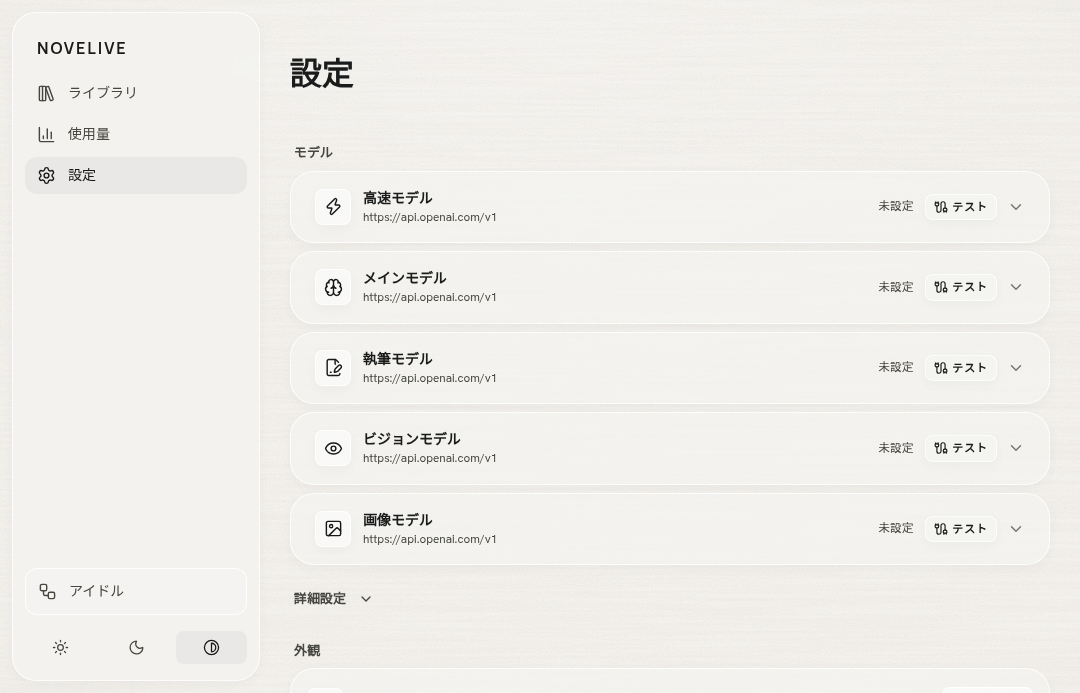 NOVELIVE
ライブラリ
使用量
設定
アイドル
設定
モデル
高速モデル
https://api.openai.com/v1
未設定
テスト
メインモデル
https://api.openai.com/v1
未設定
テスト
執筆モデル
https://api.openai.com/v1
未設定
テスト
ビジョンモデル
https://api.openai.com/v1
未設定
テスト
画像モデル
https://api.openai.com/v1
未設定
テスト
詳細設定
外観